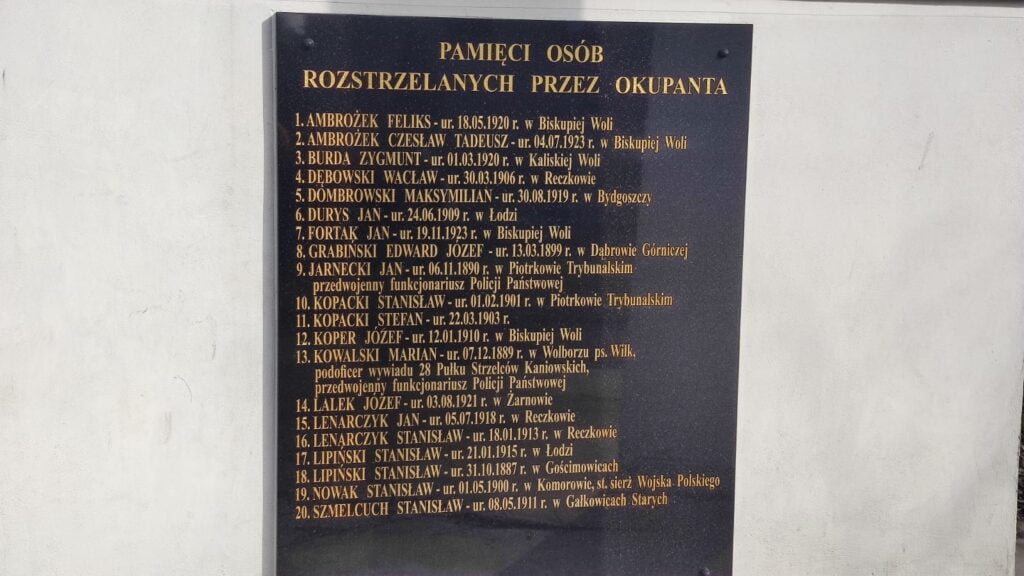 PAMIĘCI OSÓB
ROZSTRZELANYCH PRZEZ OKUPANTA
1. AMBROŻEK FELIKS - ur. 18.05.1920 r. w Biskupiej Woli
2. AMBROŻEK CZESŁAW TADEUSZ - ur. 04.07.1923 r. w Biskupiej Woli
3. BURDA ZYGMUNT - ur. 01.03.1920 r. w Kaliskiej Woli
4. DĘBOWSKI WACŁAW - ur. 30.03.1906 r. w Reczkowie
5. DOMBROWSKI MAKSYMILIAN - ur. 30.08.1919 r. w Bydgoszczy
6. DURYS JAN - ur. 24.06.1909 r. w Łodzi
7. FORTAK JAN - ur. 19.11.1923 r. w Biskupiej Woli
8. GRABIŃSKI EDWARD JÓZEF - ur. 13.03.1899 r. w Dąbrowie Górniczej
9. JARNECKI JAN - ur. 06.11.1890 r. w Piotrkowie Trybunalskim
przedwojenny funkcjonariusz Policji Państwowej
10. KOPACKI STANISŁAW - ur. 01.02.1901 r. w Piotrkowie Trybunalskim
11. KOPACKI STEFAN - ur. 22.03.1903 r.
12. KOPER JÓZEF - ur. 12.01.1910 r. w Biskupiej Woli
13. KOWALSKI MARIAN - ur. 07.12.1889 r. w Wolborzu ps. Wilk,
podoficer wywiadu 28 Pułku Strzelców Kaniowskich,
przedwojenny funkcjonariusz Policji Państwowej
14. LALEK JÓZEF - ur. 03.08.1921 r. w Żarnowie
15. LENARCZYK JAN - ur. 05.07.1918 r. w Reczkowie
16. LENARCZYK STANISŁAW - ur. 18.01.1913 r. w Reczkowie
17. LIPIŃSKI STANISŁAW - ur. 21.01.1915 r. w Łodzi
18. LIPIŃSKI STANISŁAW - ur. 31.10.1887 r. w Gościmowicach
19. NOWAK STANISŁAW - ur. 01.05.1900 r. w Komorowie, st. sierż Wojska Polskiego
20. SZMELCUCH STANISŁAW - ur. 08.05.1911 r. w Gałkowicach Starych